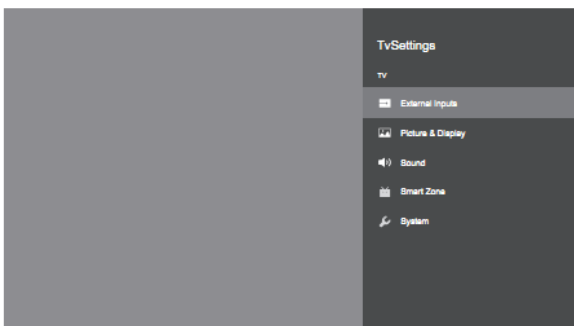 TvSettings
TV
External Inputs
Picture & Display
Sound
Smart Zone
System